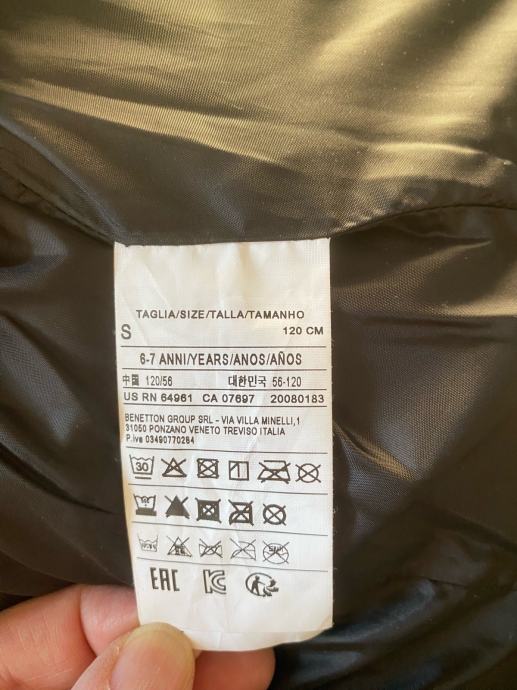 TAGLIA/SIZE/TALLA/TAMANHO
S 120 CM
6-7 ANNI/YEARS/ANOS/AÑOS
中国 120/56 대한민국 56-120
US RN 64961 CA 07697 20080183
BENETTON GROUP SRL - VIA VILLA MINELLI,1
31050 PONZANO VENETO TREVISO ITALIA
P.iva 03490770264
30
EAC